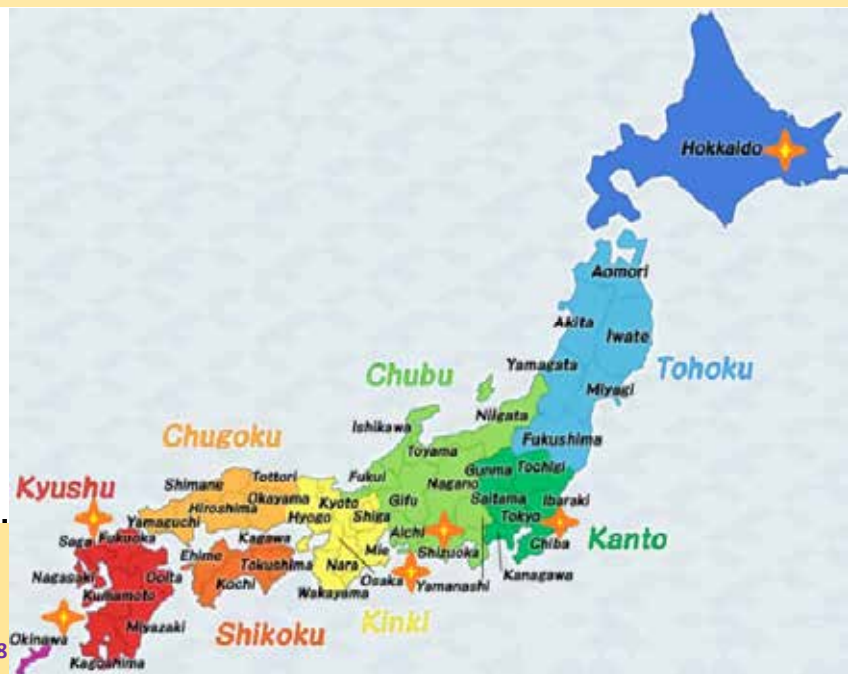 Hokkaido
Aomori
Akita
Iwate
Yamagata
Miyagi
Tohoku
Fukushima
Chubu
Niigata
Ishikawa
Toyama
Fukui
Nagano
Gifu
Aichi
Shizuoka
Yamanashi
Gunma
Tochigi
Saitama
Ibaraki
Tokyo
Chiba
Kanagawa
Kanto
Chugoku
Tottori
Shimane
Okayama
Hiroshima
Yamaguchi
Kyoto
Hyogo
Shiga
Mie
Nara
Osaka
Wakayama
Kinki
Kagawa
Ehime
Tokushima
Kochi
Shikoku
Kyushu
.
Fukuoka
Saga
Nagasaki
Ooita
Kumamoto
Miyazaki
Kagoshima
Okinawa
8